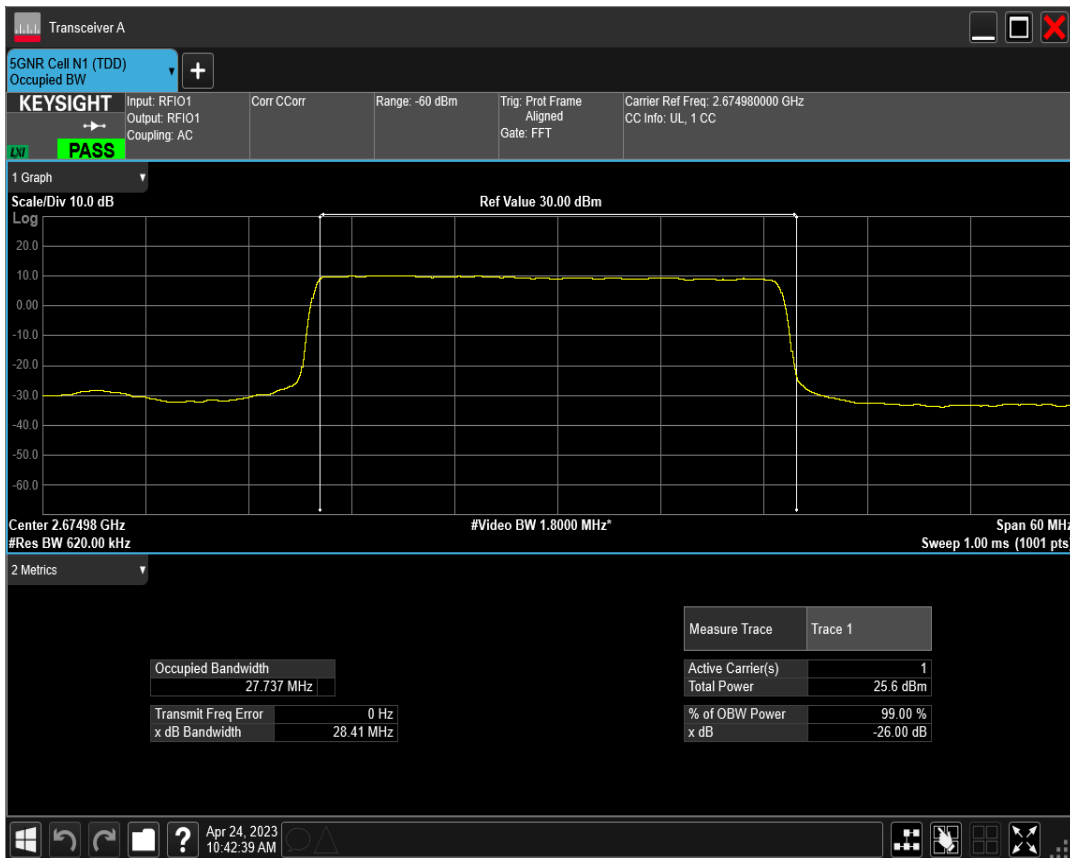 Transceiver A
5GNR Cell N1 (TDD)
Occupied BW
+
KEYSIGHT
LXI
PASS
Input: RFIO1
Output: RFIO1
Coupling: AC
Corr CCorr
Range: -60 dBm
Trig: Prot Frame
Aligned
Gate: FFT
Carrier Ref Freq: 2.674980000 GHz
CC Info: UL, 1 CC
1 Graph
Scale/Div 10.0 dB
Ref Value 30.00 dBm
Log
20.0
10.0
0.00
-10.0
-20.0
-30.0
-40.0
-50.0
-60.0
Center 2.67498 GHz
#Video BW 1.8000 MHz*
Span 60 MHz
#Res BW 620.00 kHz
Sweep 1.00 ms (1001 pts)
2 Metrics
Measure Trace Trace 1
Occupied Bandwidth
27.737 MHz
Active Carrier(s) 1
Total Power 25.6 dBm
Transmit Freq Error 0 Hz
x dB Bandwidth 28.41 MHz
% of OBW Power 99.00 %
x dB -26.00 dB
?
Apr 24, 2023
10:42:39 AM